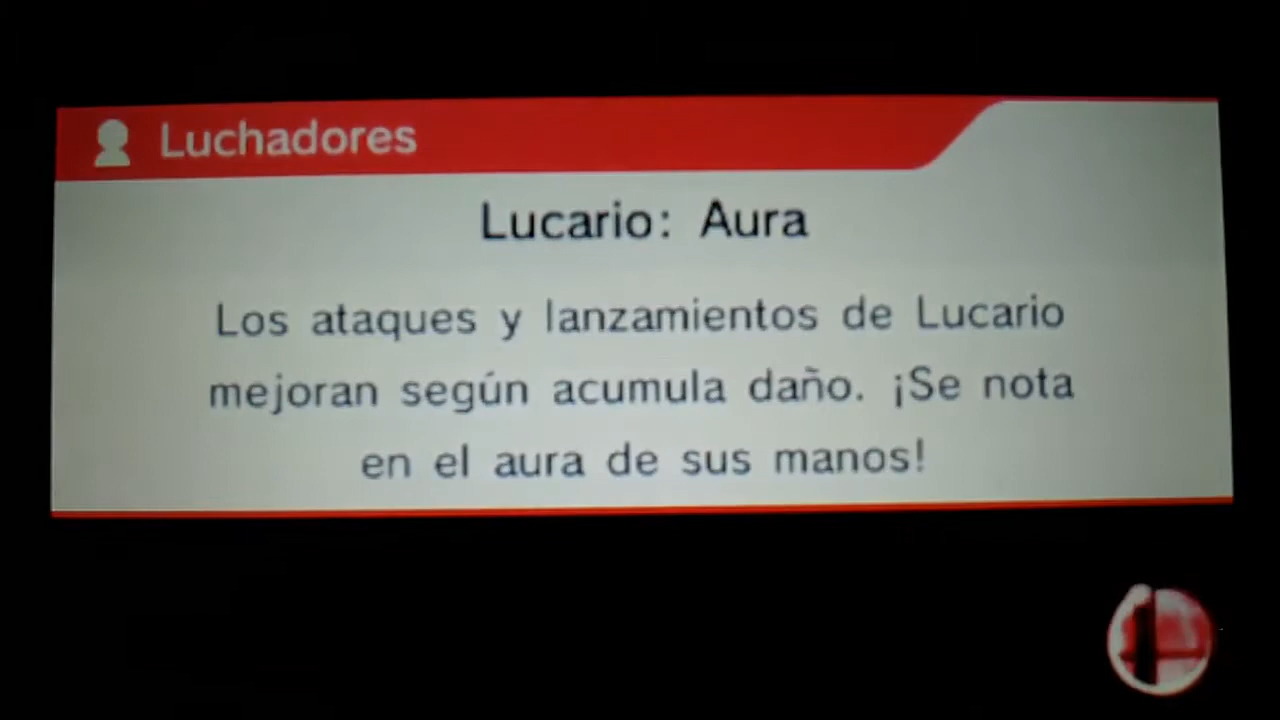 Luchadores
Lucario: Aura
Los ataques y lanzamientos de Lucario
mejoran según acumula daño. ¡Se nota
en el aura de sus manos!